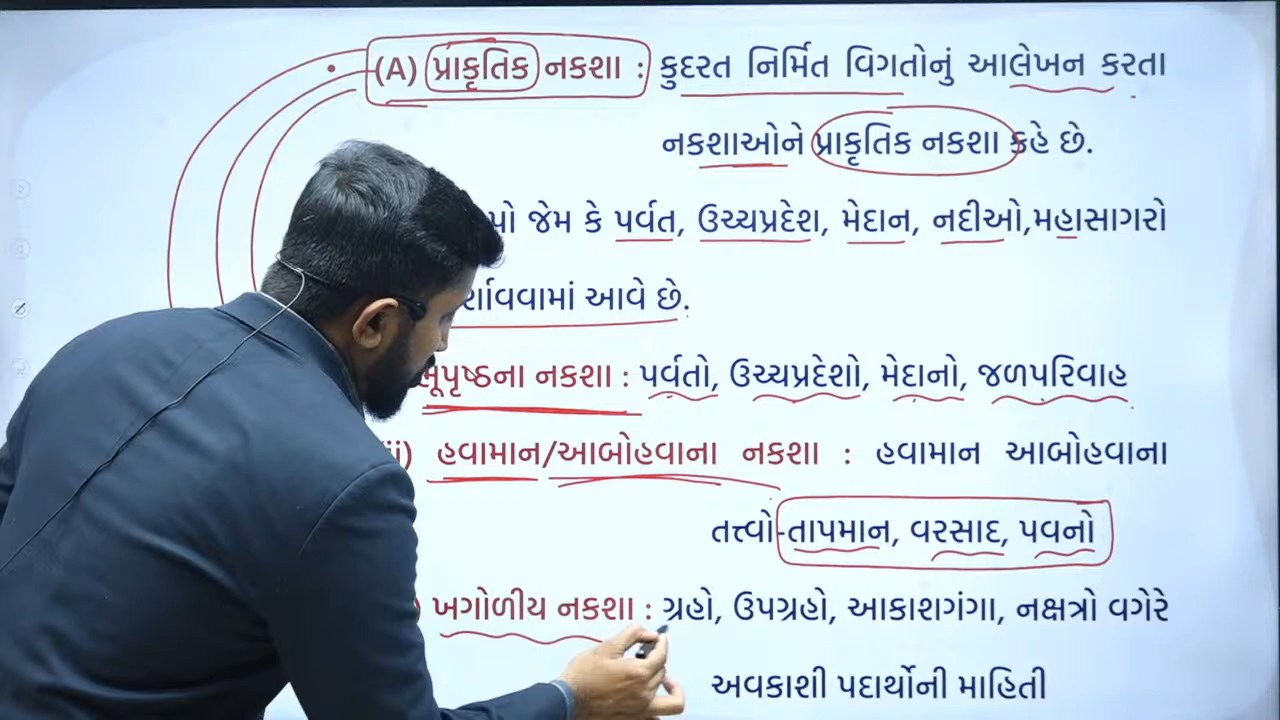 (A) પ્રાકૃતિક નકશા : કુદરત નિર્મિત વિગતોનું આલેખન કરતા
નકશાઓને પ્રાકૃતિક નકશા કહે છે.
જેમ કે પર્વત, ઉચ્ચપ્રદેશ, મેદાન, નદીઓ,મહાસાગરો
આવે છે.
નકશા : પર્વતો, ઉચ્ચપ્રદેશો, મેદાનો, જળપરિવાહ
હવામાન/આબોહવાના નકશા : હવામાન આબોહવાના
તત્ત્વો-તાપમાન, વરસાદ, પવનો
ખગોળીય નકશા : ગ્રહો, ઉપગ્રહો, આકાશગંગા, નક્ષત્રો વગેરે
અવકાશી પદાર્થોની માહિતી